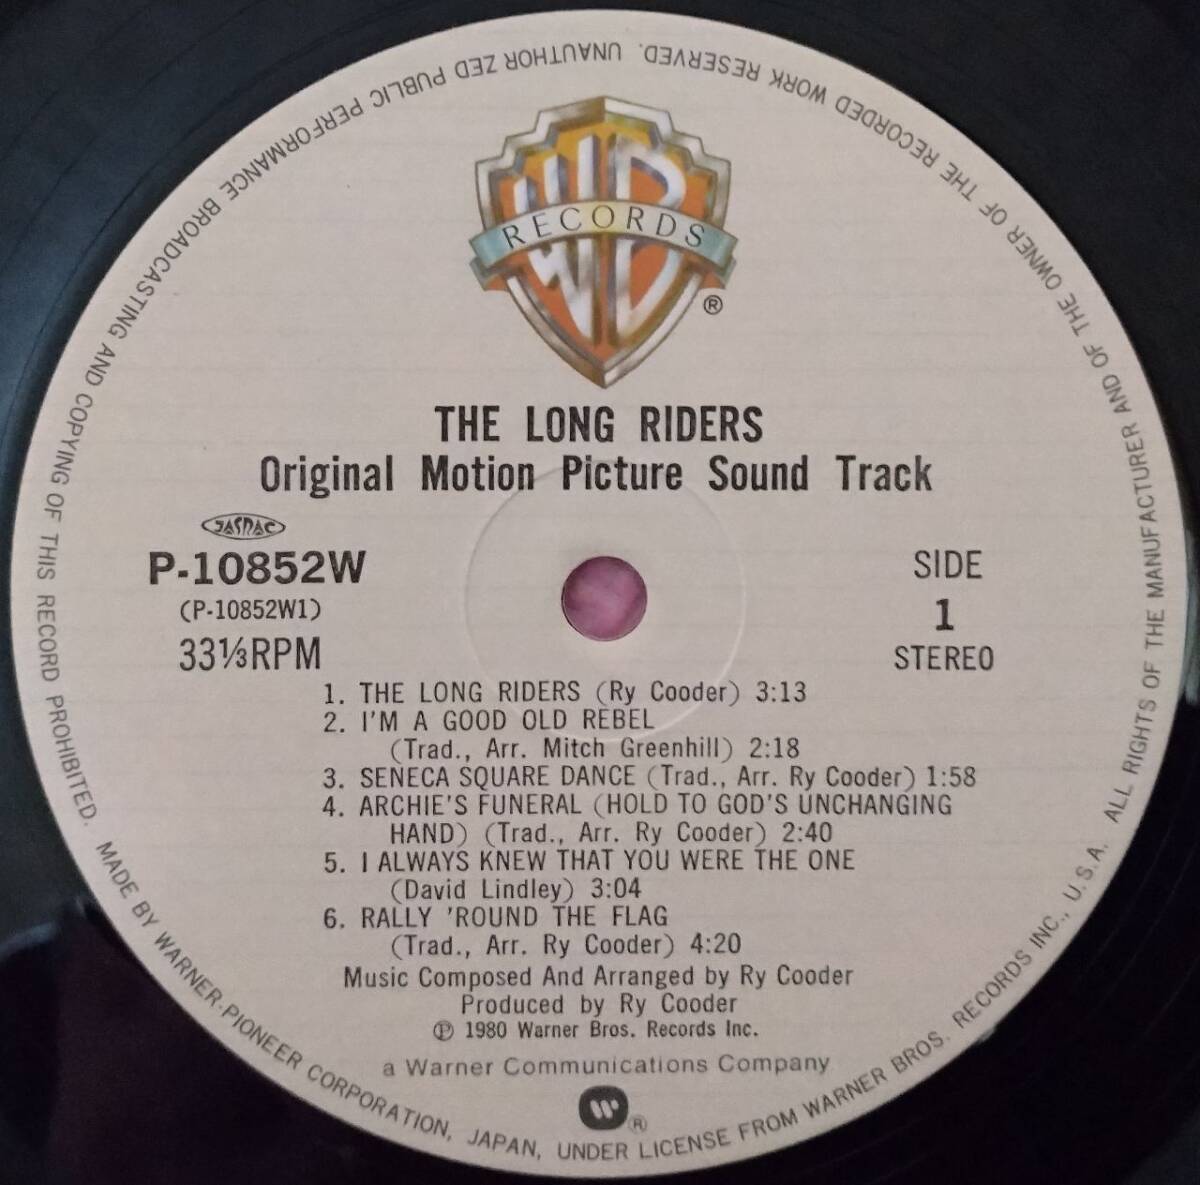 WB
RECORDS
®
THE LONG RIDERS
Original Motion Picture Sound Track
JASRAC
P-10852W
(P-10852W1)
33⅓RPM
SIDE
1
STEREO
1. THE LONG RIDERS (Ry Cooder) 3:13
2. I'M A GOOD OLD REBEL
(Trad., Arr. Mitch Greenhill) 2:18
3. SENECA SQUARE DANCE (Trad., Arr. Ry Cooder) 1:58
4. ARCHIE'S FUNERAL (HOLD TO GOD'S UNCHANGING
HAND) (Trad., Arr. Ry Cooder) 2:40
5. I ALWAYS KNEW THAT YOU WERE THE ONE
(David Lindley) 3:04
6. RALLY 'ROUND THE FLAG
(Trad., Arr. Ry Cooder) 4:20
Music Composed And Arranged by Ry Cooder
Produced by Ry Cooder
℗ 1980 Warner Bros. Records Inc.
a Warner Communications Company
®
MADE BY WARNER-PIONEER CORPORATION, JAPAN, UNDER LICENSE FROM WARNER BROS. RECORDS INC., U.S.A. ALL RIGHTS OF THE MANUFACTURER AND OF THE OWNER OF THE RECORDED WORK RESERVED. UNAUTHOR ZED PUBLIC PERFORMANCE BROADCASTING AND COPYING OF THIS RECORD PROHIBITED.